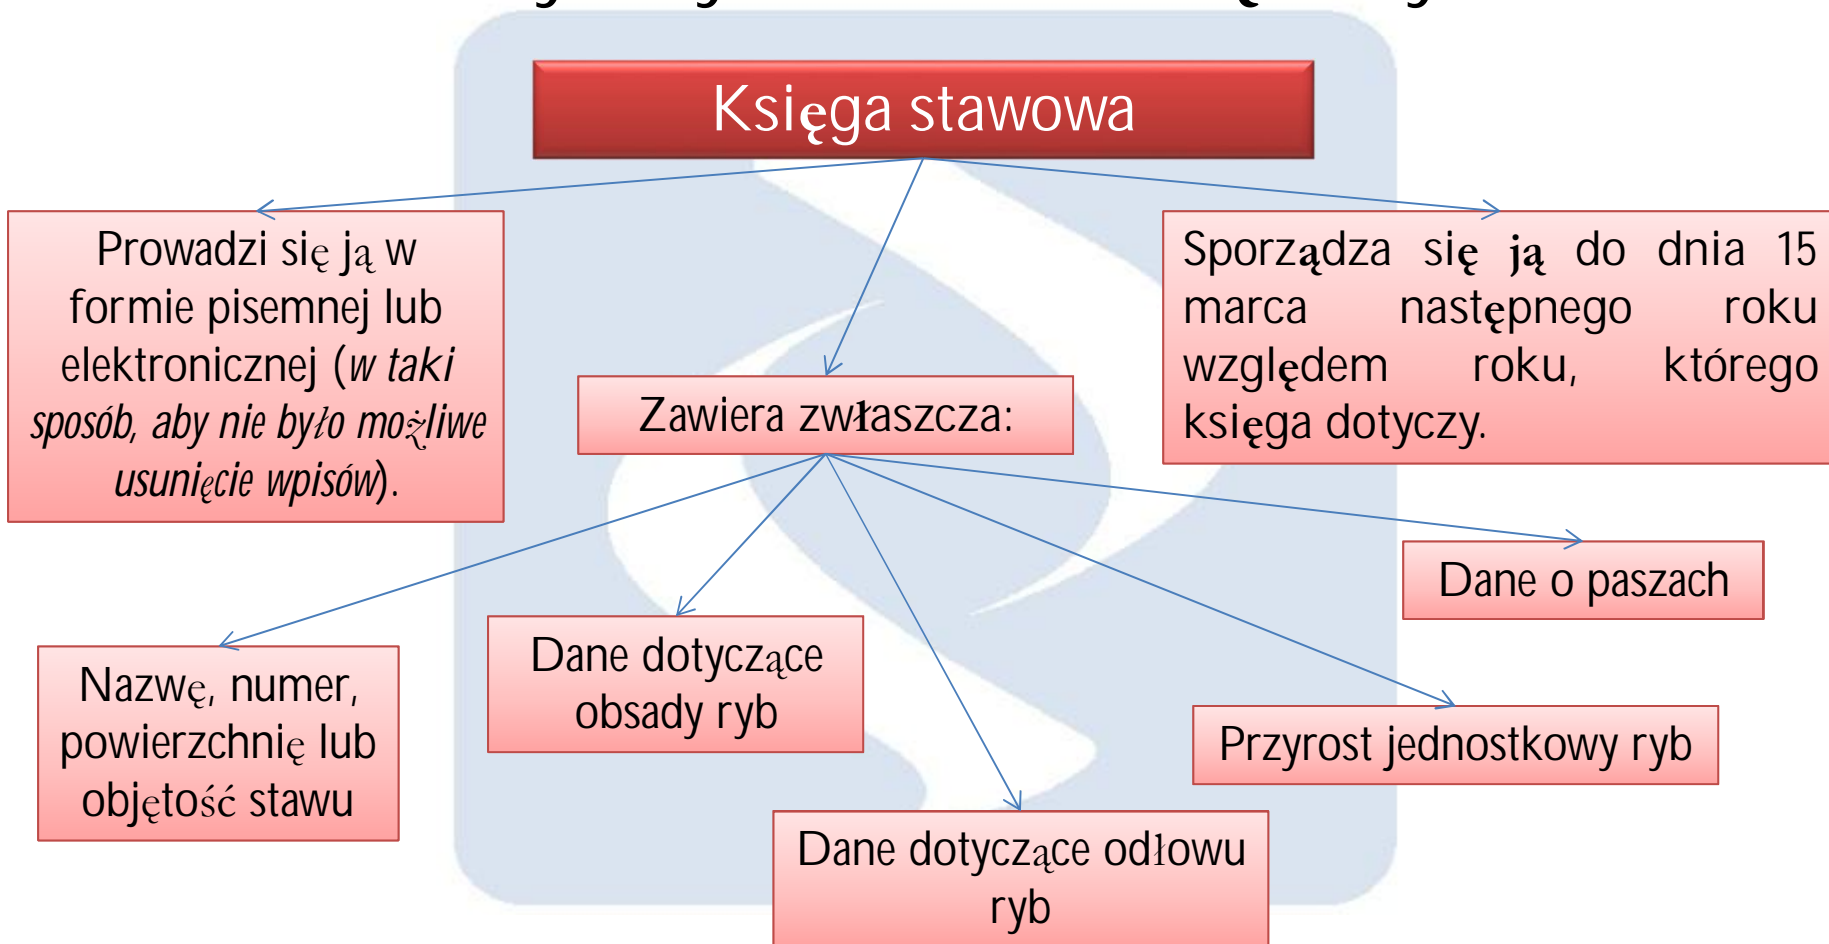 Księga stawowa
Prowadzi się ją w
formie pisemnej lub
elektronicznej (w taki
sposób, aby nie było możliwe
usunięcie wpisów).
Sporządza się ją do dnia 15
marca następnego roku
względem roku, którego
księga dotyczy.
Zawiera zwłaszcza:
Dane o paszach
Nazwę, numer,
powierzchnię lub
objętość stawu
Dane dotyczące
obsady ryb
Przyrost jednostkowy ryb
Dane dotyczące odłowu
ryb